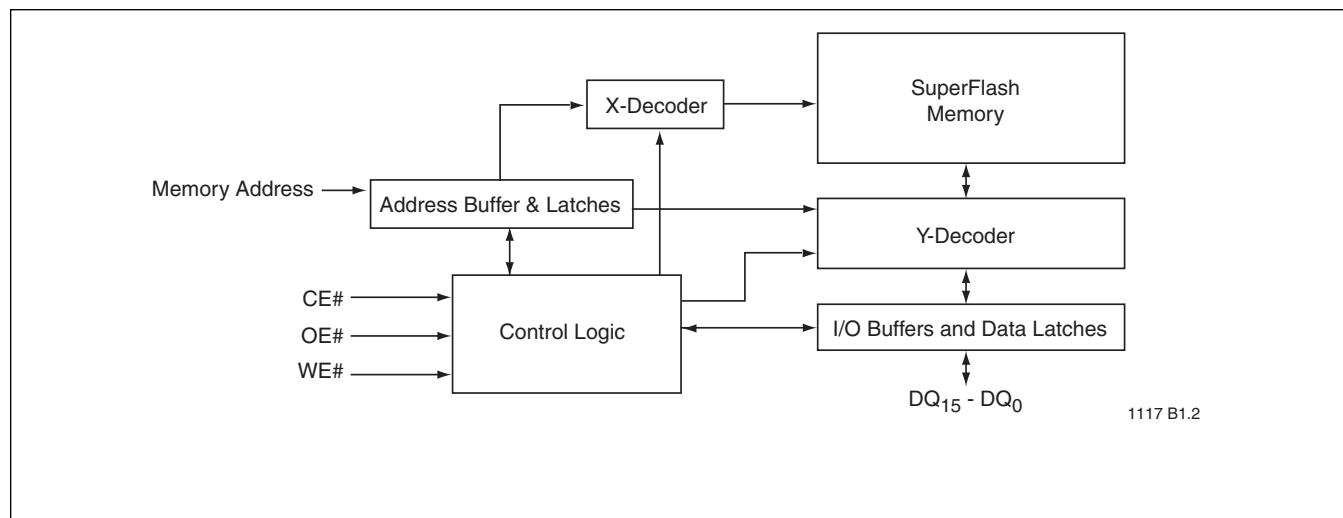 SuperFlash
Memory
X-Decoder
Memory Address
Address Buffer & Latches
Y-Decoder
CE#
OE#
WE#
Control Logic
I/O Buffers and Data Latches
DQ15 - DQ0
1117 B1.2